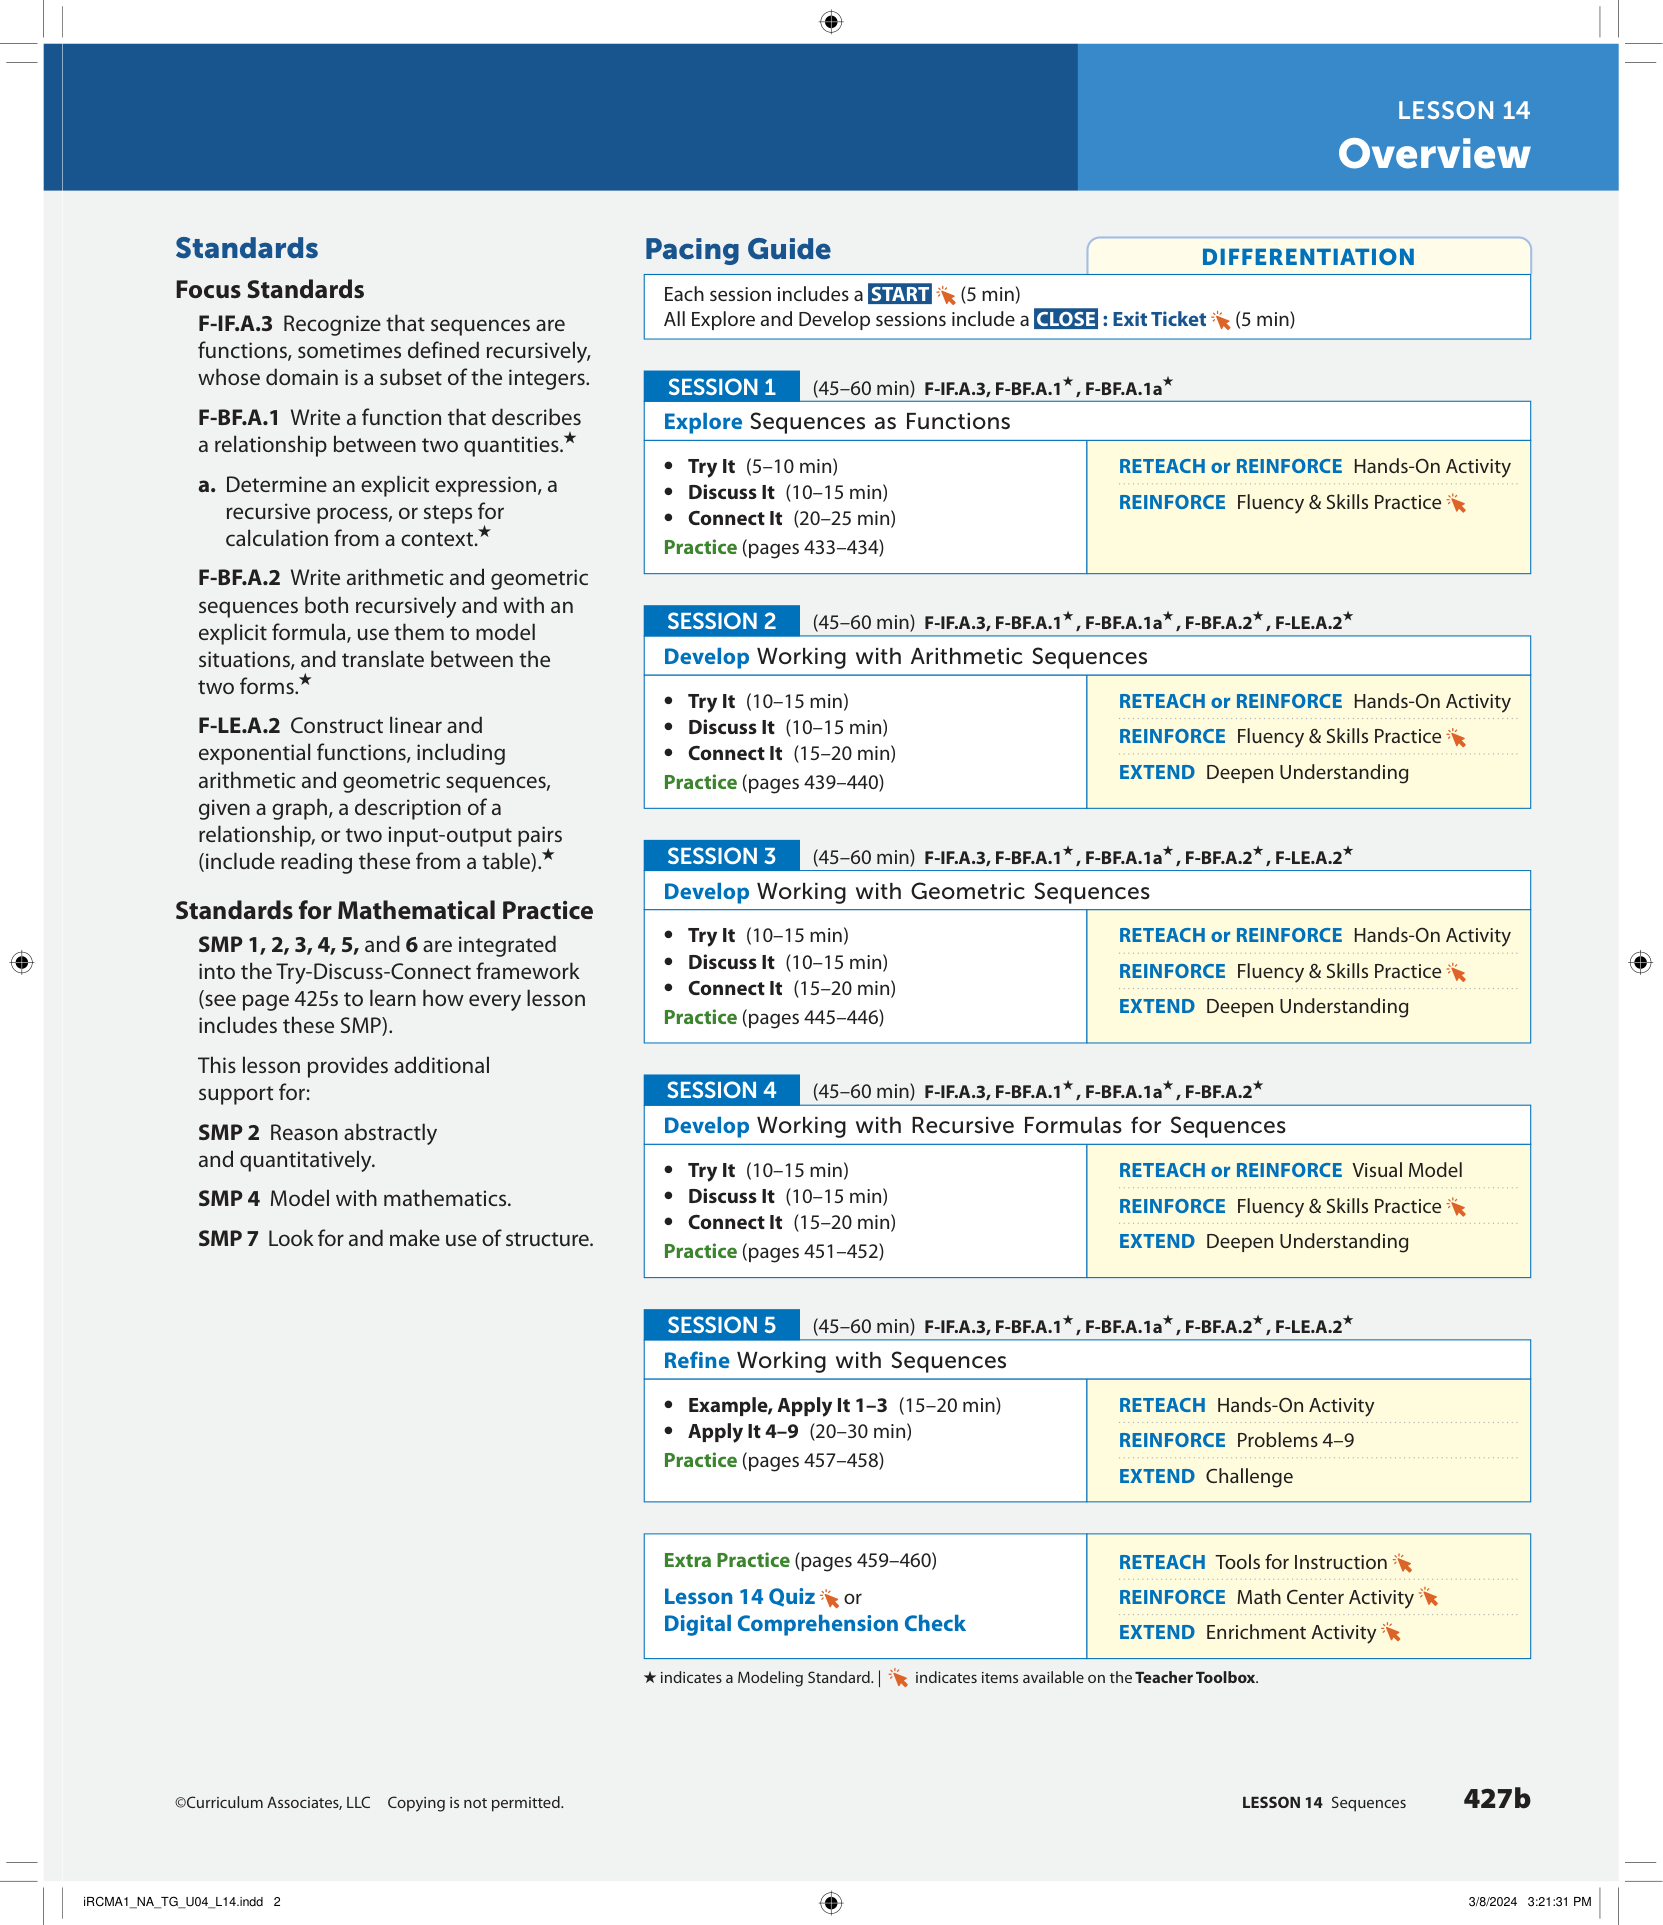 LESSON 14
Overview
Standards
Focus Standards
F-IF.A.3 Recognize that sequences are
functions, sometimes defined recursively,
whose domain is a subset of the integers.
F-BF.A.1 Write a function that describes
a relationship between two quantities.★
a. Determine an explicit expression, a
recursive process, or steps for
calculation from a context.★
F-BF.A.2 Write arithmetic and geometric
sequences both recursively and with an
explicit formula, use them to model
situations, and translate between the
two forms.★
F-LE.A.2 Construct linear and
exponential functions, including
arithmetic and geometric sequences,
given a graph, a description of a
relationship, or two input-output pairs
(include reading these from a table).★
Standards for Mathematical Practice
SMP 1, 2, 3, 4, 5, and 6 are integrated
into the Try-Discuss-Connect framework
(see page 425s to learn how every lesson
includes these SMP).
This lesson provides additional
support for:
SMP 2 Reason abstractly
and quantitatively.
SMP 4 Model with mathematics.
SMP 7 Look for and make use of structure.
Pacing Guide
DIFFERENTIATION
Each session includes a START (5 min)
All Explore and Develop sessions include a CLOSE : Exit Ticket (5 min)
SESSION 1 (45–60 min) F-IF.A.3, F-BF.A.1★, F-BF.A.1a★
Explore Sequences as Functions
• Try It (5–10 min)
• Discuss It (10–15 min)
• Connect It (20–25 min)
Practice (pages 433–434)
RETEACH or REINFORCE Hands-On Activity
REINFORCE Fluency & Skills Practice
SESSION 2 (45–60 min) F-IF.A.3, F-BF.A.1★, F-BF.A.1a★, F-BF.A.2★, F-LE.A.2★
Develop Working with Arithmetic Sequences
• Try It (10–15 min)
• Discuss It (10–15 min)
• Connect It (15–20 min)
Practice (pages 439–440)
RETEACH or REINFORCE Hands-On Activity
REINFORCE Fluency & Skills Practice
EXTEND Deepen Understanding
SESSION 3 (45–60 min) F-IF.A.3, F-BF.A.1★, F-BF.A.1a★, F-BF.A.2★, F-LE.A.2★
Develop Working with Geometric Sequences
• Try It (10–15 min)
• Discuss It (10–15 min)
• Connect It (15–20 min)
Practice (pages 445–446)
RETEACH or REINFORCE Hands-On Activity
REINFORCE Fluency & Skills Practice
EXTEND Deepen Understanding
SESSION 4 (45–60 min) F-IF.A.3, F-BF.A.1★, F-BF.A.1a★, F-BF.A.2★
Develop Working with Recursive Formulas for Sequences
• Try It (10–15 min)
• Discuss It (10–15 min)
• Connect It (15–20 min)
Practice (pages 451–452)
RETEACH or REINFORCE Visual Model
REINFORCE Fluency & Skills Practice
EXTEND Deepen Understanding
SESSION 5 (45–60 min) F-IF.A.3, F-BF.A.1★, F-BF.A.1a★, F-BF.A.2★, F-LE.A.2★
Refine Working with Sequences
• Example, Apply It 1–3 (15–20 min)
• Apply It 4–9 (20–30 min)
Practice (pages 457–458)
RETEACH Hands-On Activity
REINFORCE Problems 4–9
EXTEND Challenge
Extra Practice (pages 459–460)
Lesson 14 Quiz or
Digital Comprehension Check
RETEACH Tools for Instruction
REINFORCE Math Center Activity
EXTEND Enrichment Activity
★ indicates a Modeling Standard. | indicates items available on the Teacher Toolbox.
©Curriculum Associates, LLC Copying is not permitted.
LESSON 14 Sequences 427b
iRCMA1_NA_TG_U04_L14.indd 2
3/8/2024 3:21:31 PM